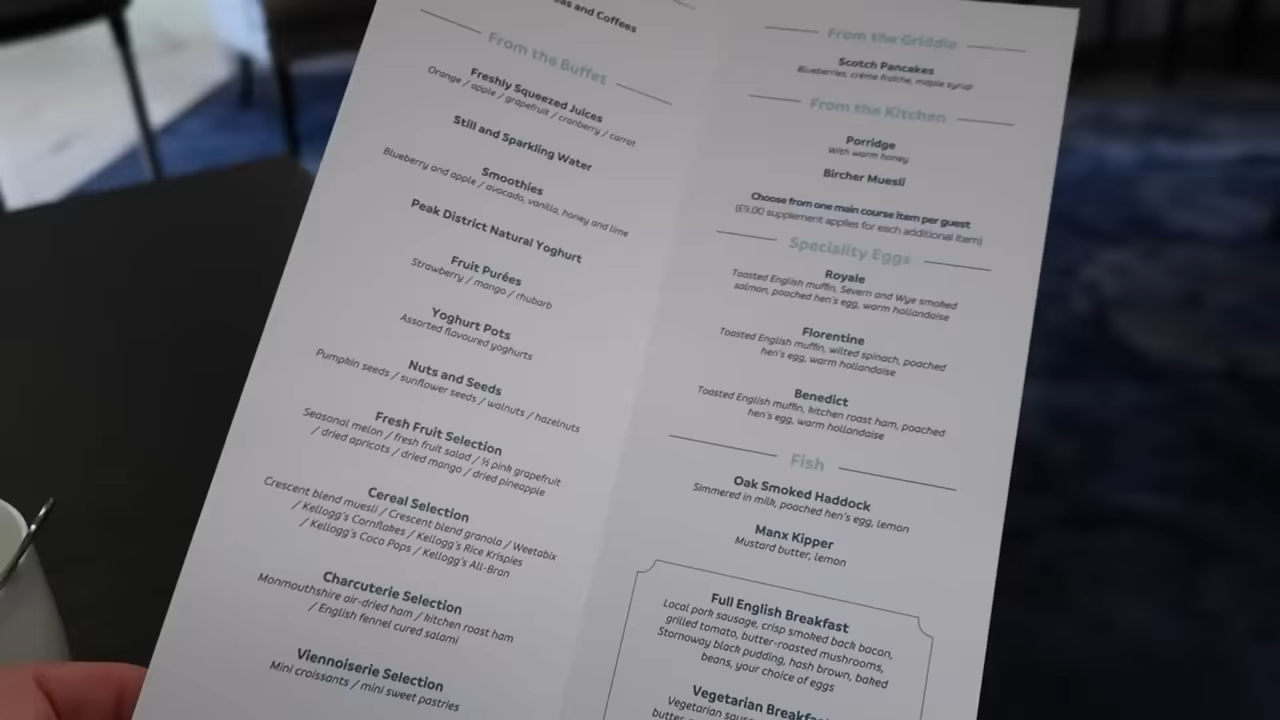 as and Coffees
From the Buffet
Freshly Squeezed Juices
Orange / apple / grapefruit / cranberry / carrot
Still and Sparkling Water
Smoothies
Blueberry and apple / avocado, vanilla, honey and lime
Peak District Natural Yoghurt
Fruit Purées
Strawberry / mango / rhubarb
Yoghurt Pots
Assorted flavoured yoghurts
Nuts and Seeds
Pumpkin seeds / sunflower seeds / walnuts / hazelnuts
Fresh Fruit Selection
Seasonal melon / fresh fruit salad / ½ pink grapefruit
/ dried apricots / dried mango / dried pineapple
Cereal Selection
Crescent blend muesli / Crescent blend granola / Weetabix
/ Kellogg's Cornflakes / Kellogg's Rice Krispies
/ Kellogg's Coco Pops / Kellogg's All-Bran
Charcuterie Selection
Monmouthshire air-dried ham / kitchen roast ham
/ English fennel cured salami
Viennoiserie Selection
Mini croissants / mini sweet pastries
From the Griddle
Scotch Pancakes
Blueberries, crème fraîche, maple syrup
From the Kitchen
Porridge
With warm honey
Bircher Muesli
Choose from one main course item per guest
(£9.00 supplement applies for each additional item)
Speciality Eggs
Royale
Toasted English muffin, Severn and Wye smoked
salmon, poached hen's egg, warm hollandaise
Florentine
Toasted English muffin, wilted spinach, poached
hen's egg, warm hollandaise
Benedict
Toasted English muffin, kitchen roast ham, poached
hen's egg, warm hollandaise
Fish
Oak Smoked Haddock
Simmered in milk, poached hen's egg, lemon
Manx Kipper
Mustard butter, lemon
Full English Breakfast
Local pork sausage, crisp smoked back bacon,
grilled tomato, butter-roasted mushrooms,
Stornoway black pudding, hash brown, baked
beans, your choice of eggs
Vegetarian Breakfast
Vegetarian saus
butter-